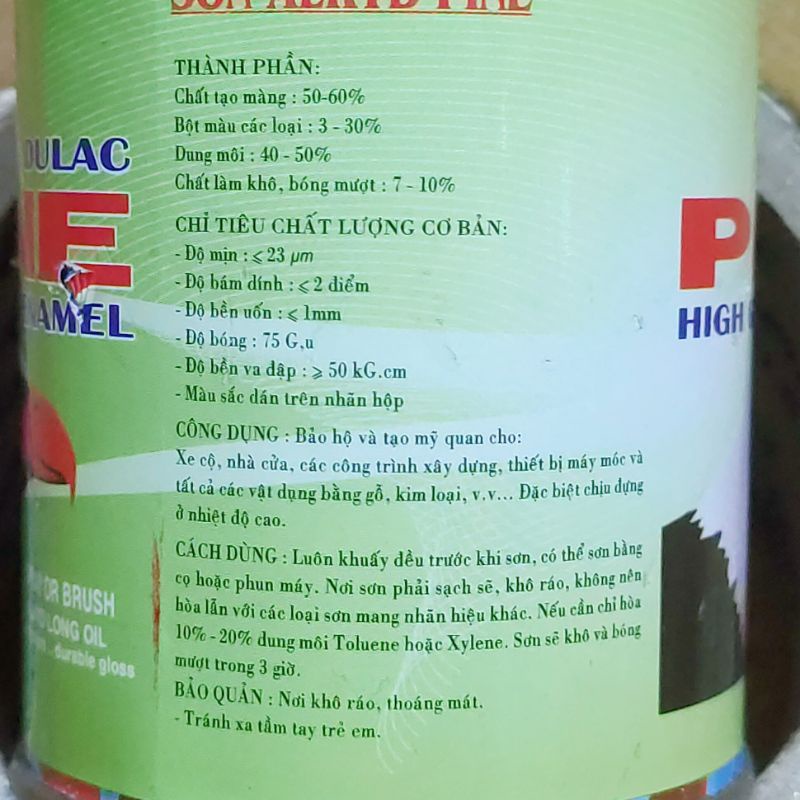 SƠN ALKYD PINE
THÀNH PHẦN:
Chất tạo màng : 50-60%
Bột màu các loại : 3 - 30%
Dung môi : 40 - 50%
Chất làm khô, bóng mượt : 7 - 10%
CHỈ TIÊU CHẤT LƯỢNG CƠ BẢN:
- Độ mịn : ⩽ 23 µm
- Độ bám dính : ⩽ 2 điểm
- Độ bền uốn : ⩽ 1mm
- Độ bóng : 75 G,u
- Độ bền va đập : ⩾ 50 kG.cm
- Màu sắc dán trên nhãn hộp
CÔNG DỤNG : Bảo hộ và tạo mỹ quan cho:
Xe cộ, nhà cửa, các công trình xây dựng, thiết bị máy móc và
tất cả các vật dụng bằng gỗ, kim loại, v.v... Đặc biệt chịu đựng
ở nhiệt độ cao.
CÁCH DÙNG : Luôn khuấy đều trước khi sơn, có thể sơn bằng
cọ hoặc phun máy. Nơi sơn phải sạch sẽ, khô ráo, không nên
hòa lẫn với các loại sơn mang nhãn hiệu khác. Nếu cần chỉ hòa
10% - 20% dung môi Toluene hoặc Xylene. Sơn sẽ khô và bóng
mượt trong 3 giờ.
BẢO QUẢN : Nơi khô ráo, thoáng mát.
- Tránh xa tầm tay trẻ em.
OULAC
NE
ENAMEL
OR BRUSH
LONG OIL
durable gloss
P
HIGH